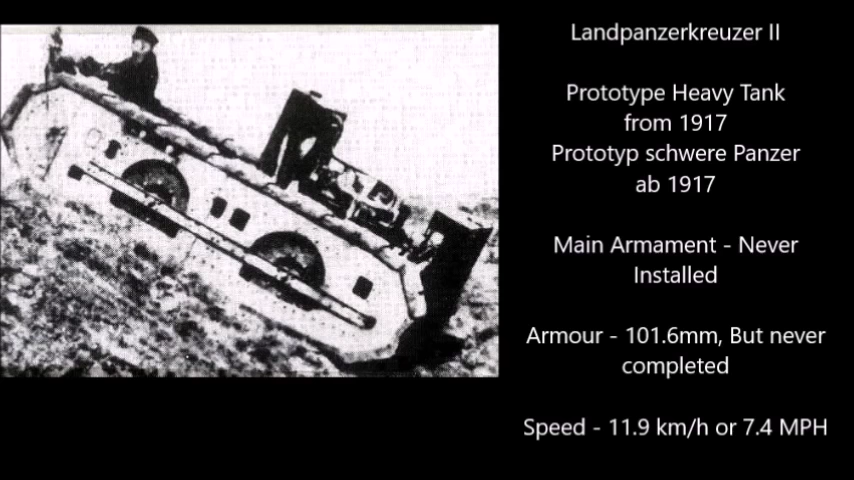 Landpanzerkreuzer II
Prototype Heavy Tank
from 1917
Prototyp schwere Panzer
ab 1917
Main Armament - Never
Installed
Armour - 101.6mm, But never
completed
Speed - 11.9 km/h or 7.4 MPH